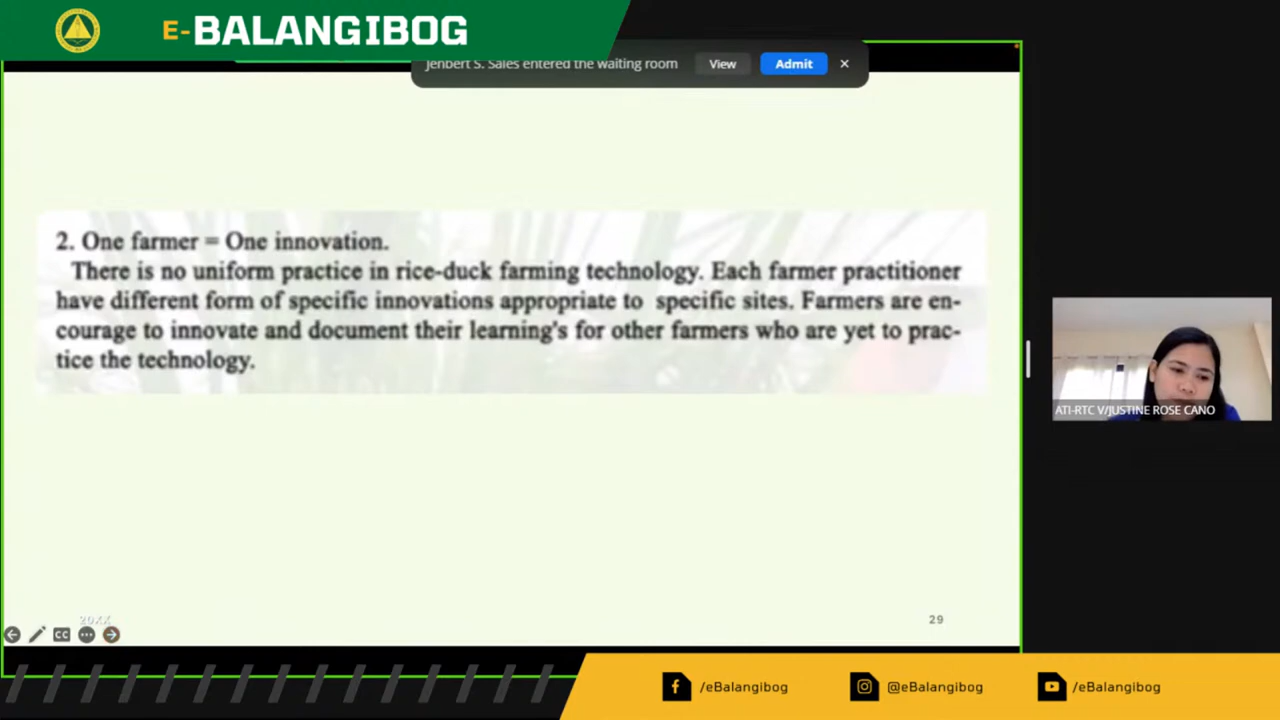 E-BALANGIBOG
Jenbert S. Sales entered the waiting room
View
Admit
2. One farmer = One innovation.
There is no uniform practice in rice-duck farming technology. Each farmer practitioner
have different form of specific innovations appropriate to specific sites. Farmers are en-
courage to innovate and document their learning's for other farmers who are yet to prac-
tice the technology.
ATI-RTC V/JUSTINE ROSE CANO
20XX
29
CC
/eBalangibog
@eBalangibog
/eBalangibog